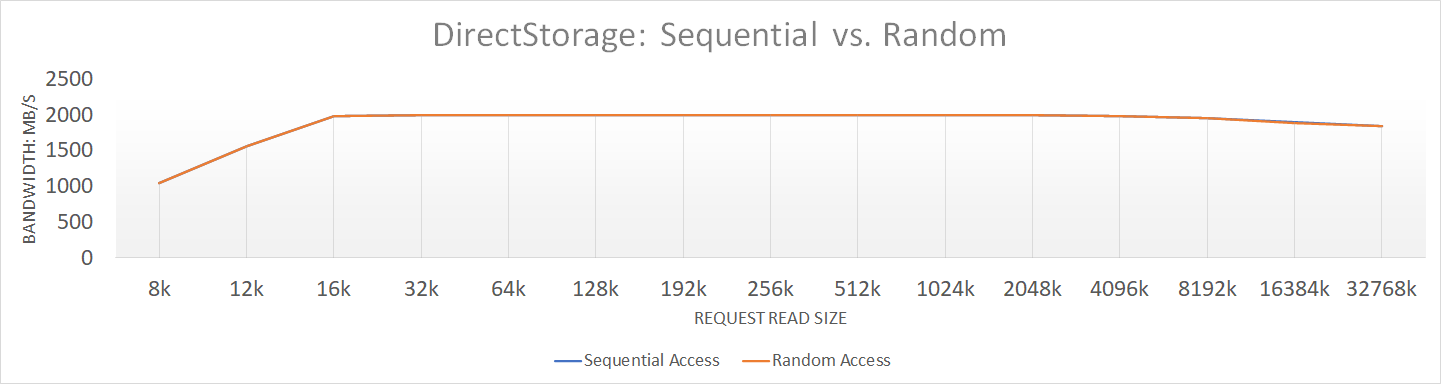 DirectStorage: Sequential vs. Random
BANDWIDTH: MB/S
2500
2000
1500
1000
500
0
8k 12k 16k 32k 64k 128k 192k 256k 512k 1024k 2048k 4096k 8192k 16384k 32768k
REQUEST READ SIZE
Sequential Access Random Access